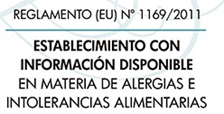 REGLAMENTO (EU) Nº 1169/2011
ESTABLECIMIENTO CON
INFORMACIÓN DISPONIBLE
EN MATERIA DE ALERGIAS E
INTOLERANCIAS ALIMENTARIAS